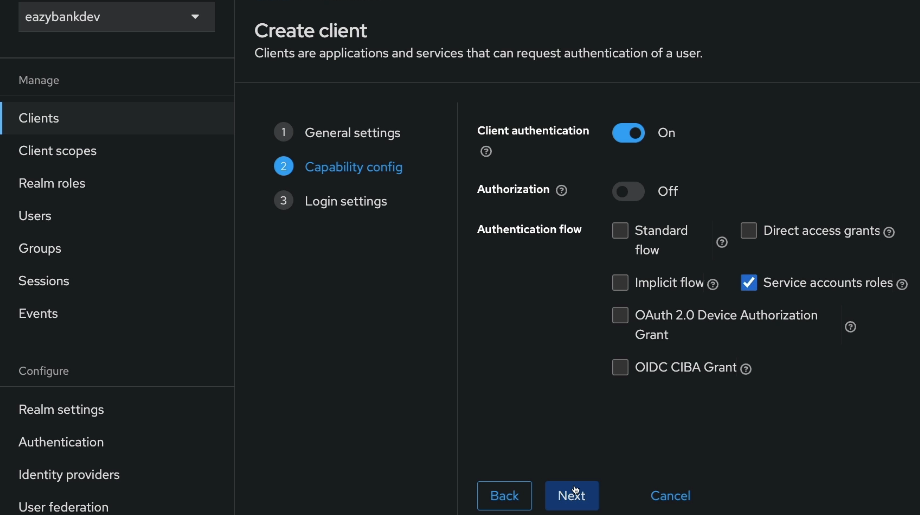 eazybankdev
Manage
Clients
Client scopes
Realm roles
Users
Groups
Sessions
Events
Configure
Realm settings
Authentication
Identity providers
User federation
Create client
Clients are applications and services that can request authentication of a user.
1 General settings
2 Capability config
3 Login settings
Client authentication
On
Authorization
Off
Authentication flow
Standard
flow
Direct access grants
Implicit flow
Service accounts roles
OAuth 2.0 Device Authorization
Grant
OIDC CIBA Grant
Back
Next
Cancel